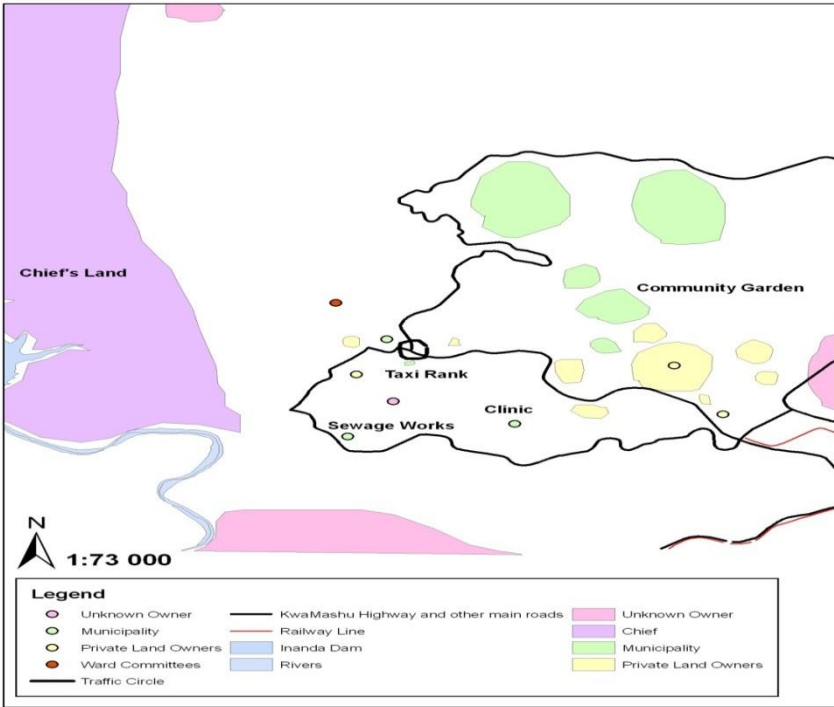 Chief's Land
Community Garden
Taxi Rank
Clinic
Sewage Works
N
1:73 000
Legend
Unknown Owner
Municipality
Private Land Owners
Ward Committees
Traffic Circle
KwaMashu Highway and other main roads
Railway Line
Inanda Dam
Rivers
Unknown Owner
Chief
Municipality
Private Land Owners